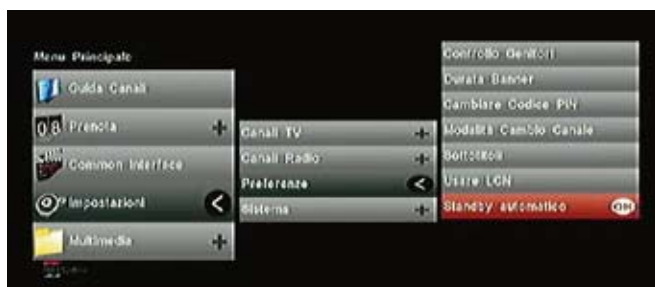 Menu Principale
Guida Canali
08 Prenota +
Common Interface
Impostazioni <
Multimedia +
Canali TV +
Canali Radio +
Preferenze <
Sistema +
Controllo Genitori
Durata Banner
Cambiare Codice PIN
Modalità Cambio Canale
Sottotitoli
Usare LCN
Standby automatico ON